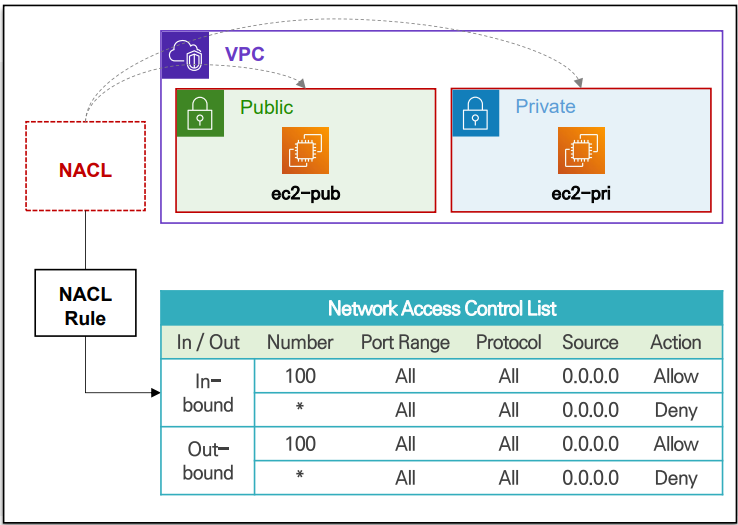 VPC
Public
Private
ec2-pub
ec2-pri
NACL
NACL
Rule
Network Access Control List
In / Out Number Port Range Protocol Source Action
In-
bound
100 All All 0.0.0.0 Allow
* All All 0.0.0.0 Deny
Out-
bound
100 All All 0.0.0.0 Allow
* All All 0.0.0.0 Deny